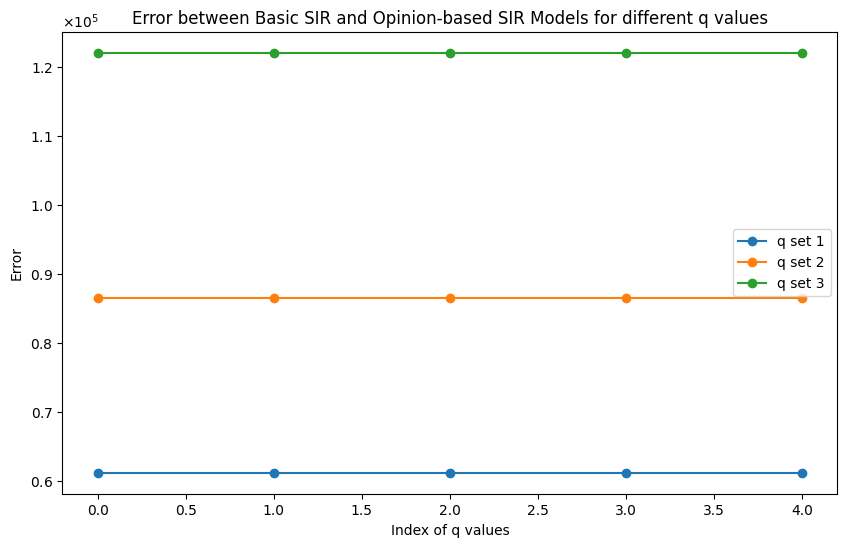 Error between Basic SIR and Opinion-based SIR Models for different q values
×10⁵
1.2
1.1
1.0
0.9
0.8
0.7
0.6
Error
q set 1
q set 2
q set 3
0.0 0.5 1.0 1.5 2.0 2.5 3.0 3.5 4.0
Index of q values